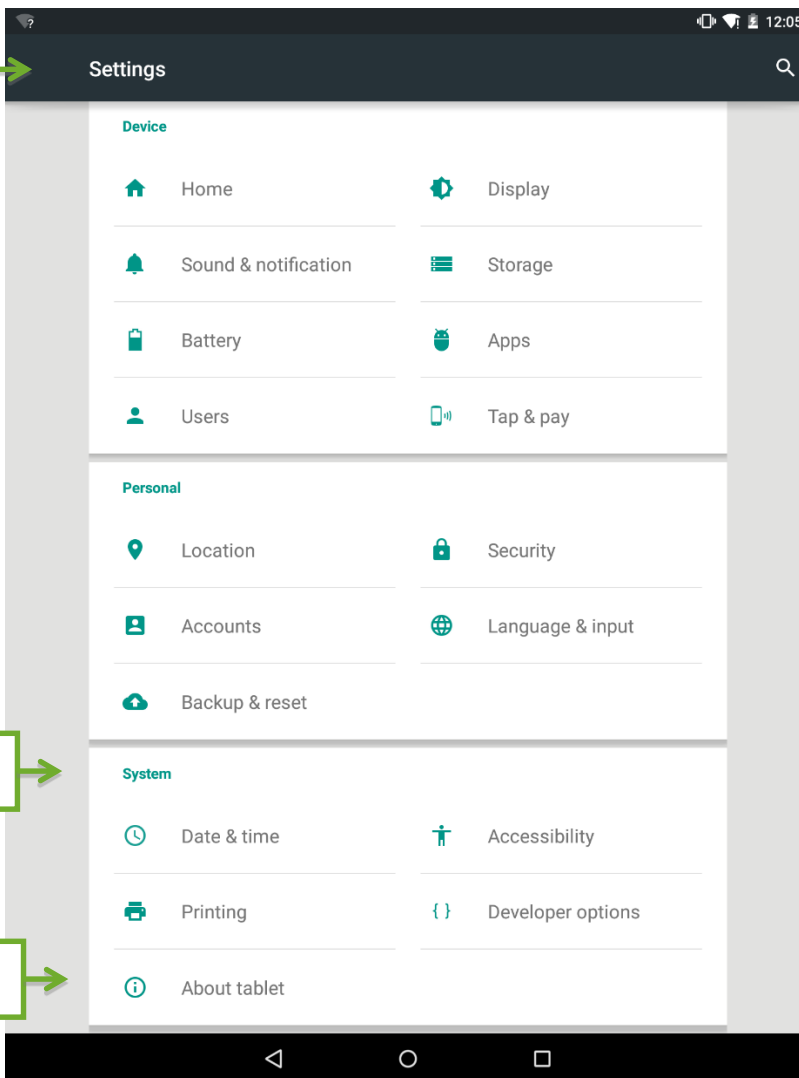 12:05
Settings
Device
Home Display
Sound & notification Storage
Battery Apps
Users Tap & pay
Personal
Location Security
Accounts Language & input
Backup & reset
System
Date & time Accessibility
Printing { } Developer options
About tablet